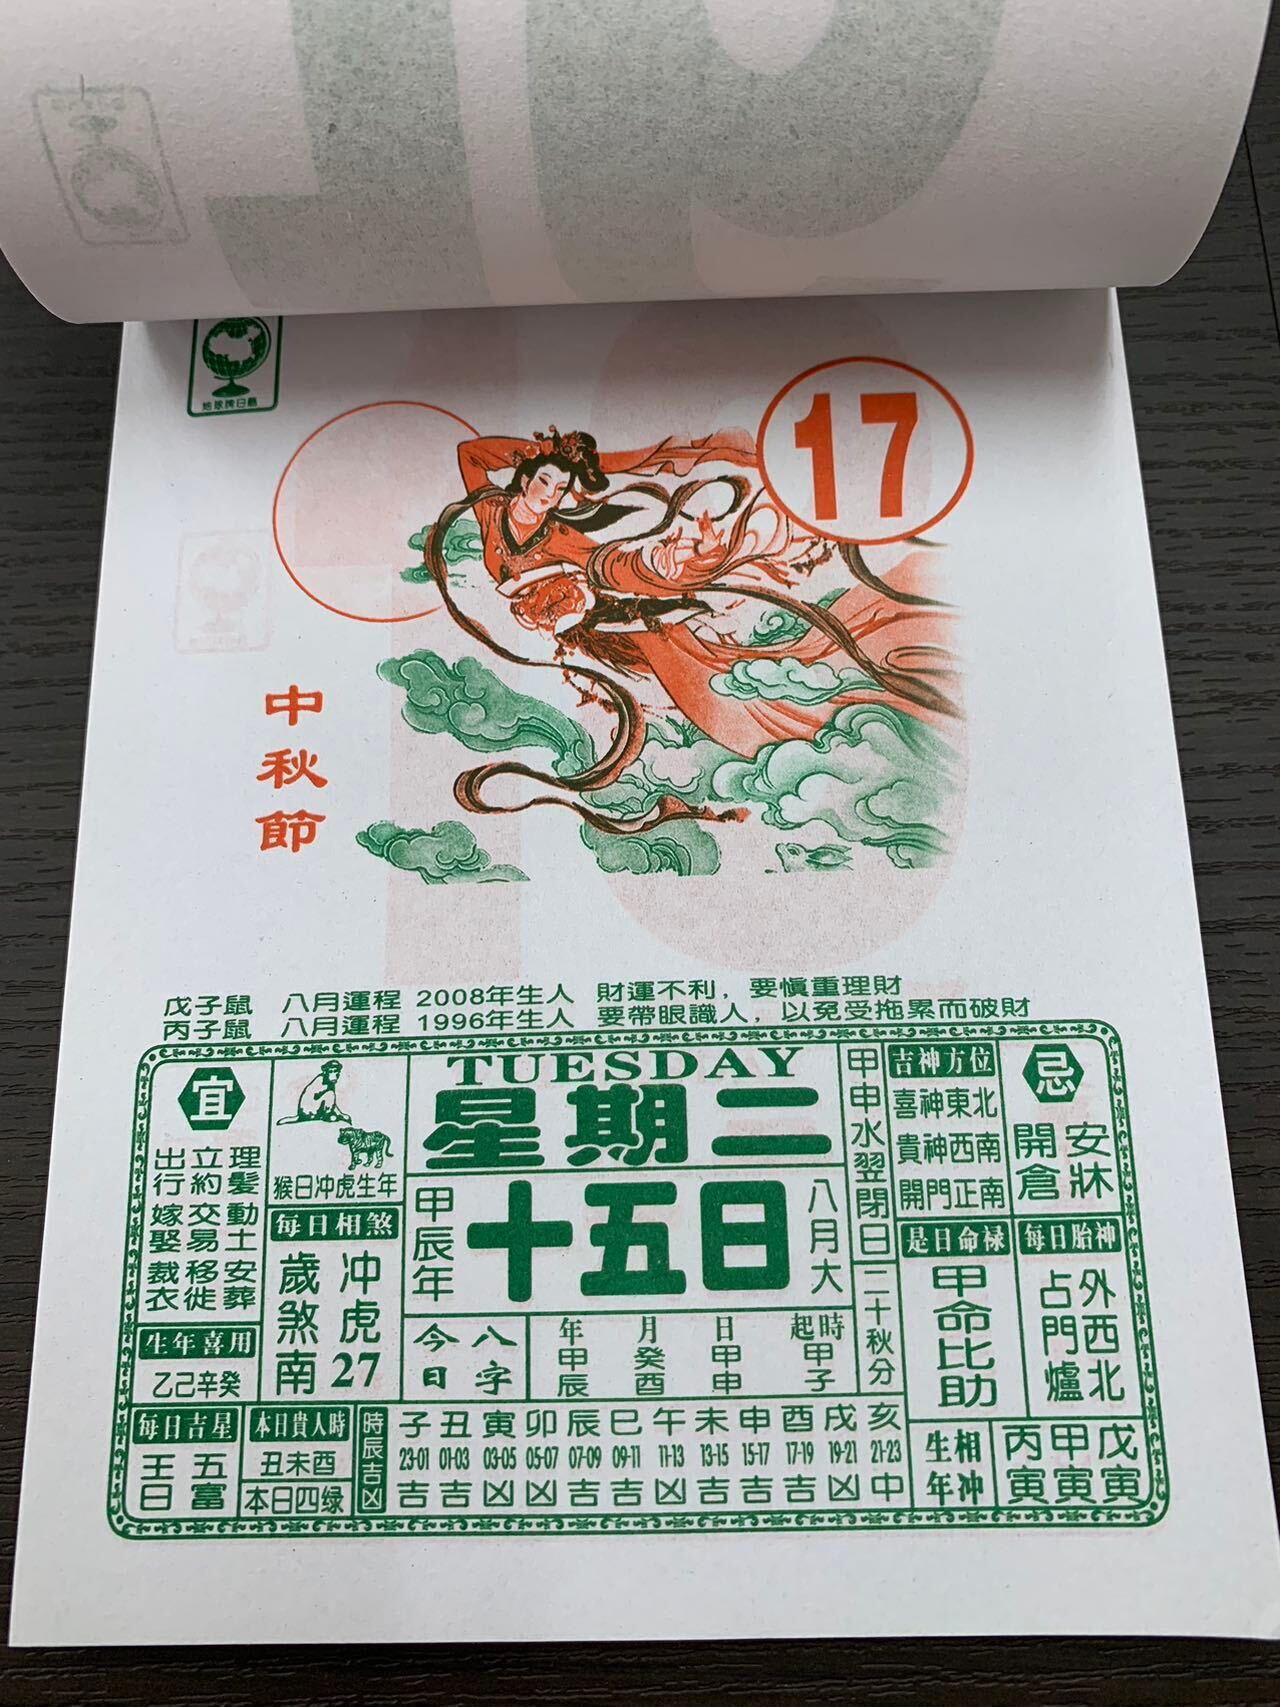 地球牌日曆
17
中秋節
戊子鼠 八月運程 2008年生人 財運不利，要慎重理財
丙子鼠 八月運程 1996年生人 要帶眼識人，以免受拖累而破財
宜
理髮 動土 安葬
立約 交易 移徙
出行 嫁娶 裁衣
生年喜用
乙己辛癸
猴日冲虎生年
每日相煞
冲虎27
歲煞南
TUESDAY
星期二
甲辰年
十五日
八月大
今日八字
年甲辰
月癸酉
日甲申
起時甲子
甲申水翌閉日
二十秋分
吉神方位
喜神東北
貴神西南
開門正南
忌
安牀
開倉
是日命禄
甲命比助
每日胎神
外西北
占門爐
每日吉星
五富
王日
本日貴人時
丑未酉
本日四绿
時辰吉凶
子 丑 寅 卯 辰 巳 午 未 申 酉 戌 亥
23-01 01-03 03-05 05-07 07-09 09-11 11-13 13-15 15-17 17-19 19-21 21-23
吉 吉 凶 凶 吉 吉 凶 吉 吉 吉 凶 中
相冲生年
丙寅 甲寅 戊寅